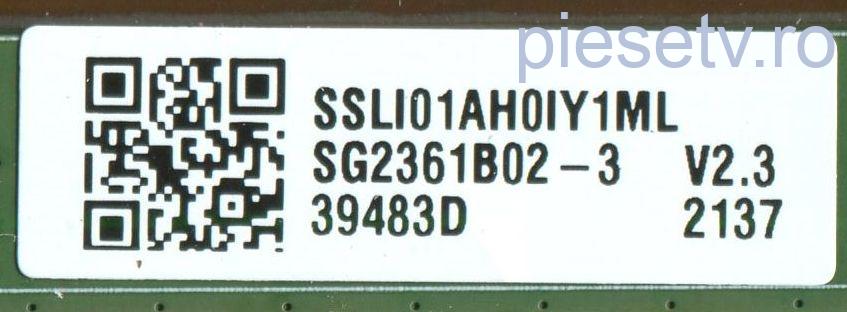 piesetv.ro
SSLI01AH0IY1ML
SG2361B02-3 V2.3
39483D 2137